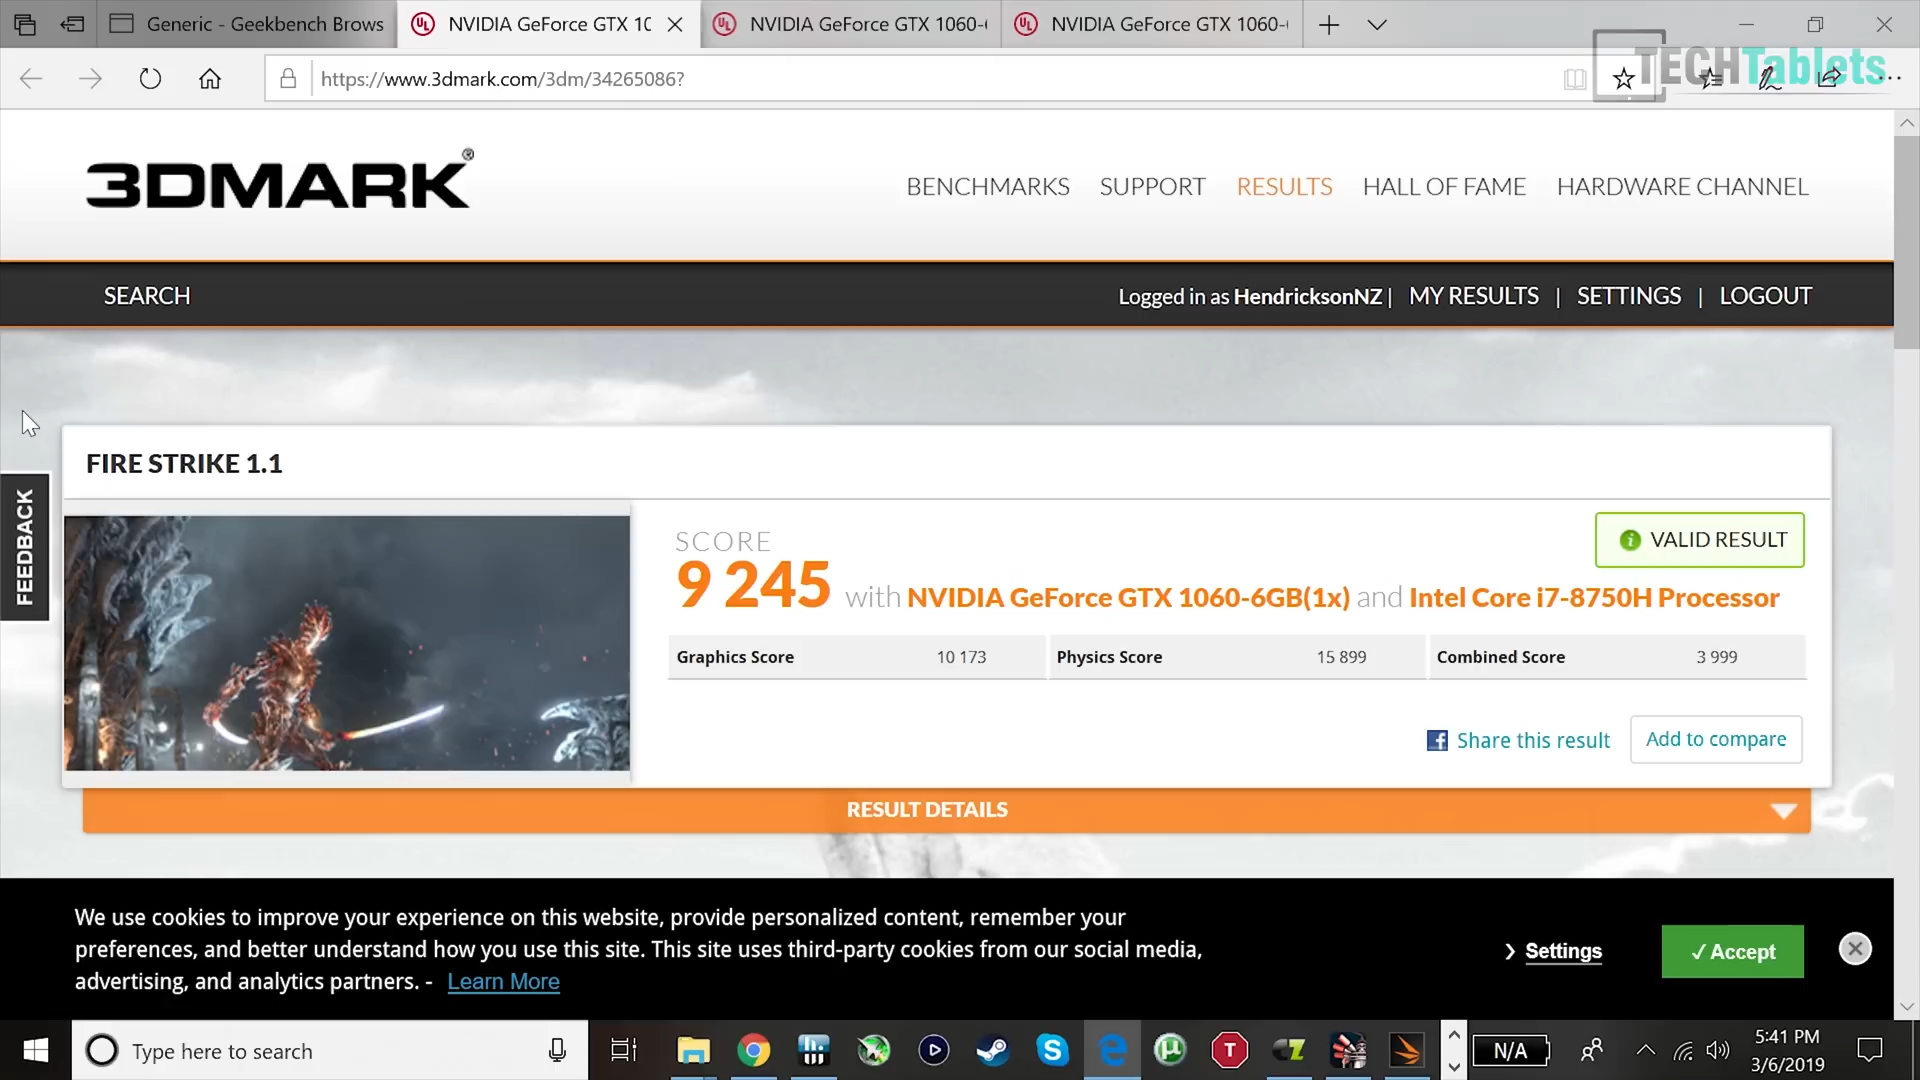 Generic - Geekbench Brows
NVIDIA GeForce GTX 10
NVIDIA GeForce GTX 1060-
NVIDIA GeForce GTX 1060-
https://www.3dmark.com/3dm/34265086?
TECHTablets
3DMARK®
BENCHMARKS SUPPORT RESULTS HALL OF FAME HARDWARE CHANNEL
SEARCH
Logged in as HendricksonNZ | MY RESULTS | SETTINGS | LOGOUT
FEEDBACK
FIRE STRIKE 1.1
SCORE
VALID RESULT
9 245 with NVIDIA GeForce GTX 1060-6GB(1x) and Intel Core i7-8750H Processor
Graphics Score 10 173 Physics Score 15 899 Combined Score 3 999
Share this result Add to compare
RESULT DETAILS
We use cookies to improve your experience on this website, provide personalized content, remember your
preferences, and better understand how you use this site. This site uses third-party cookies from our social media,
advertising, and analytics partners. - Learn More
Settings
✓ Accept
Type here to search
N/A
5:41 PM
3/6/2019